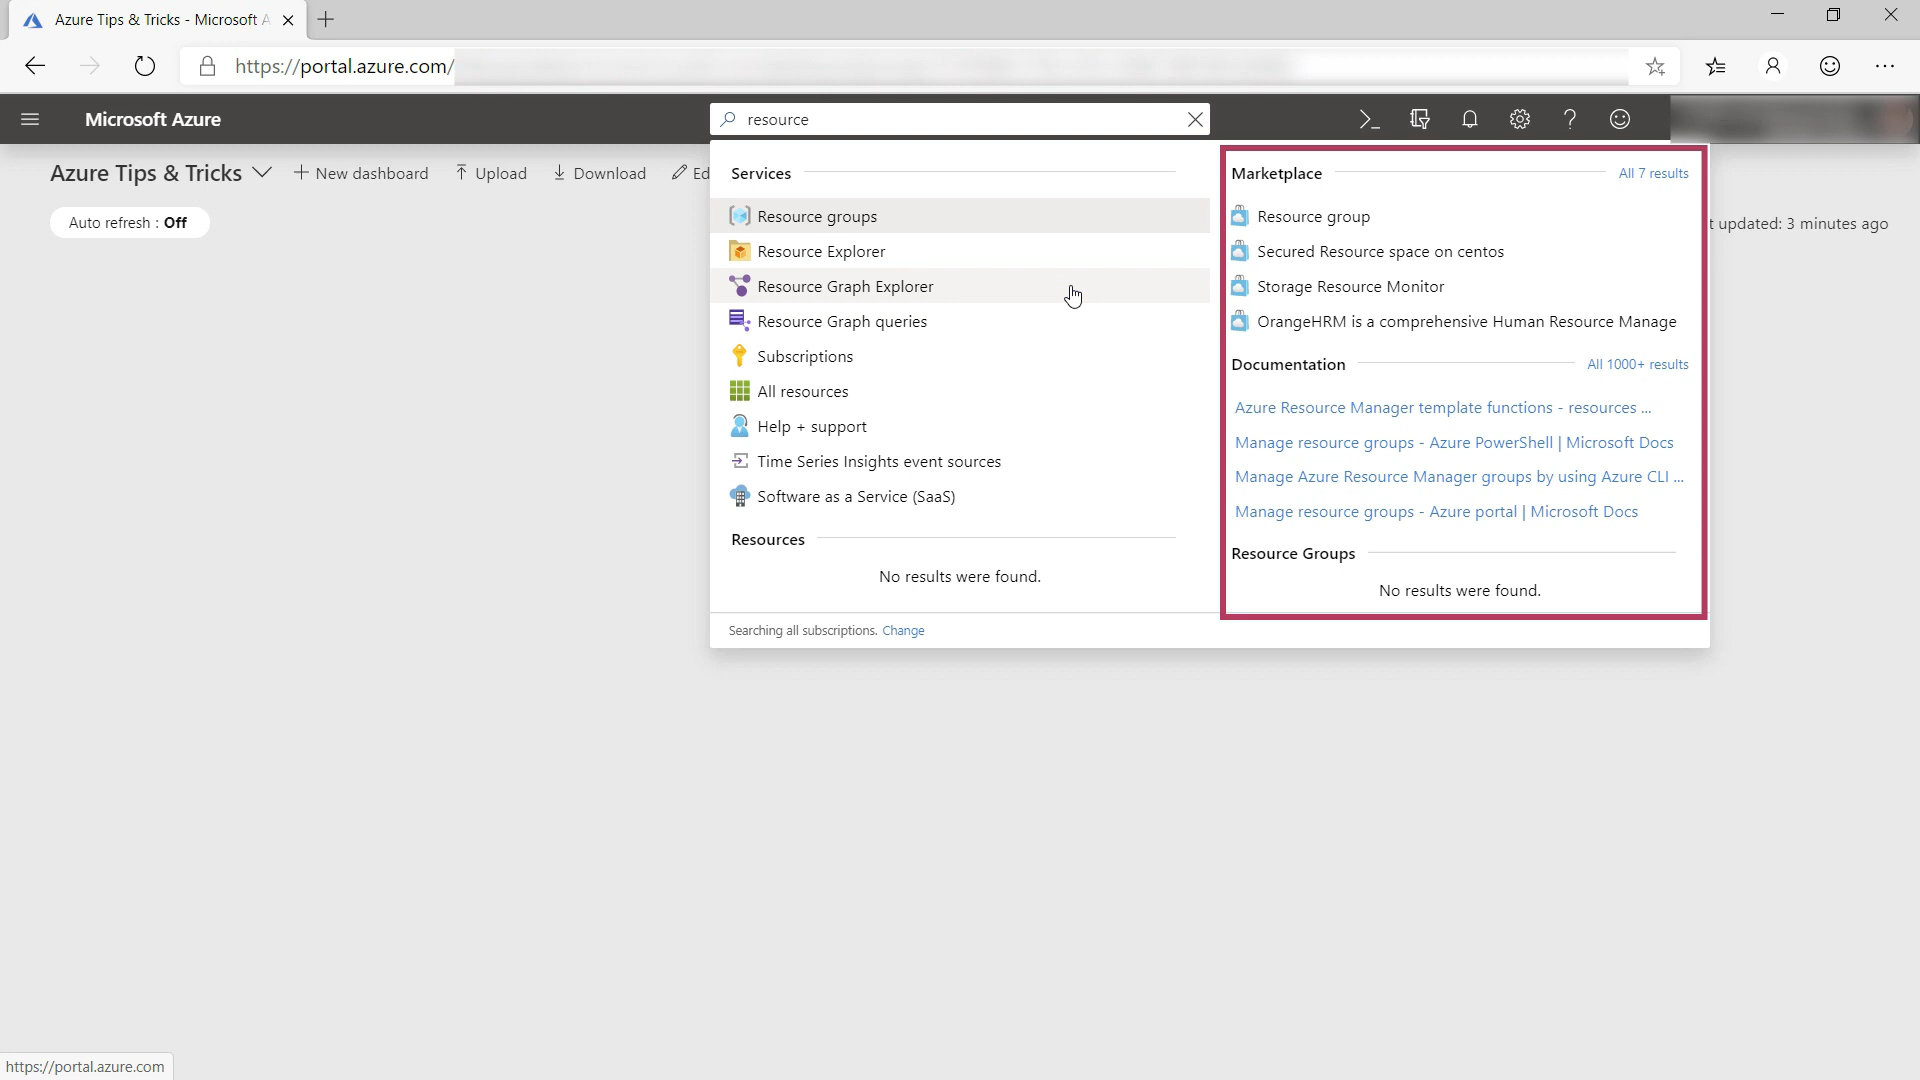 Azure Tips & Tricks - Microsoft A
https://portal.azure.com/
Microsoft Azure
resource
Azure Tips & Tricks
New dashboard
Upload
Download
Ed
Auto refresh : Off
t updated: 3 minutes ago
Services
Resource groups
Resource Explorer
Resource Graph Explorer
Resource Graph queries
Subscriptions
All resources
Help + support
Time Series Insights event sources
Software as a Service (SaaS)
Resources
No results were found.
Searching all subscriptions. Change
Marketplace
All 7 results
Resource group
Secured Resource space on centos
Storage Resource Monitor
OrangeHRM is a comprehensive Human Resource Manage
Documentation
All 1000+ results
Azure Resource Manager template functions - resources ...
Manage resource groups - Azure PowerShell | Microsoft Docs
Manage Azure Resource Manager groups by using Azure CLI ...
Manage resource groups - Azure portal | Microsoft Docs
Resource Groups
No results were found.
https://portal.azure.com